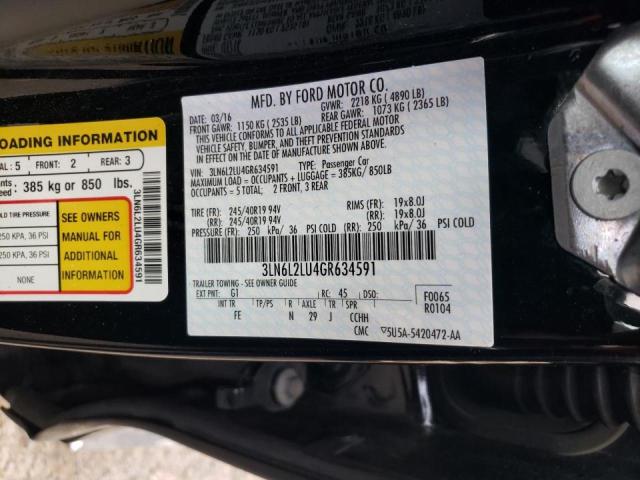 MFD. BY FORD MOTOR CO.
DATE: 03/16 GVWR: 2218 KG ( 4890 LB)
FRONT GAWR: 1150 KG ( 2535 LB) REAR GAWR: 1073 KG ( 2365 LB)
THIS VEHICLE CONFORMS TO ALL APPLICABLE FEDERAL MOTOR
VEHICLE SAFETY, BUMPER, AND THEFT PREVENTION STANDARDS
IN EFFECT ON THE DATE OF MANUFACTURE SHOWN ABOVE.
VIN: 3LN6L2LU4GR634591 TYPE: Passenger Car
MAXIMUM LOAD = OCCUPANTS + LUGGAGE = 385KG/ 850LB
OCCUPANTS = 5 TOTAL: 2 FRONT, 3 REAR
TIRE (FR): 245/40R19 94V RIMS (FR): 19x8.0J
(RR): 245/40R19 94V (RR): 19x8.0J
PRESSURE (FR): 250 kPa/ 36 PSI COLD (RR): 250 kPa/ 36 PSI COLD
3LN6L2LU4GR634591
TRAILER TOWING - SEE OWNER GUIDE
EXT PNT: G1 RC: 45 DSO:
INT TR TP/PS R AXLE TR SPR
FE N 29 J CCHH
F0065
R0104
CMC 5U5A-5420472-AA
OADING INFORMATION
AL : 5 FRONT: 2 REAR: 3
385 kg or 850 lbs.
OLD TIRE PRESSURE
250 KPA, 36 PSI
250 KPA, 36 PSI
NONE
SEE OWNERS
MANUAL FOR
ADDITIONAL
INFORMATION
3LN6L2LU4GR634591